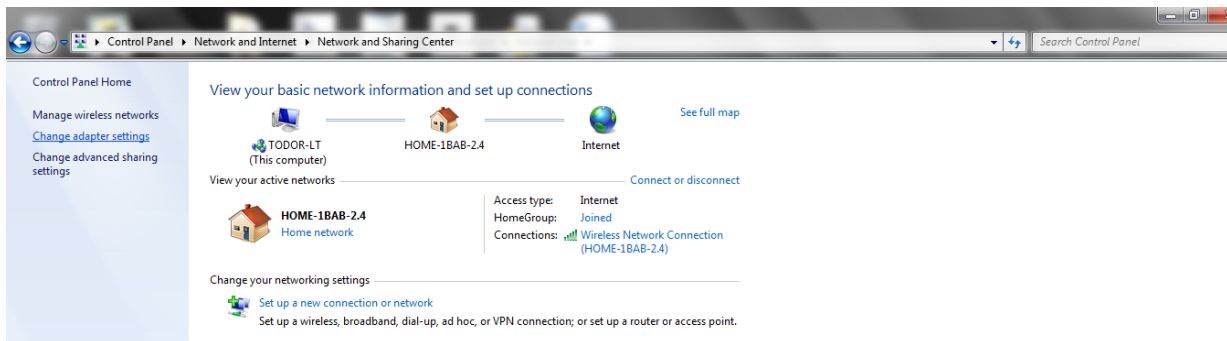 Control Panel Network and Internet Network and Sharing Center
Search Control Panel
Control Panel Home
Manage wireless networks
Change adapter settings
Change advanced sharing
settings
View your basic network information and set up connections
See full map
TODOR-LT
(This computer)
HOME-1BAB-2.4
Internet
View your active networks
Connect or disconnect
HOME-1BAB-2.4
Home network
Access type: Internet
HomeGroup: Joined
Connections: Wireless Network Connection
(HOME-1BAB-2.4)
Change your networking settings
Set up a new connection or network
Set up a wireless, broadband, dial-up, ad hoc, or VPN connection; or set up a router or access point.